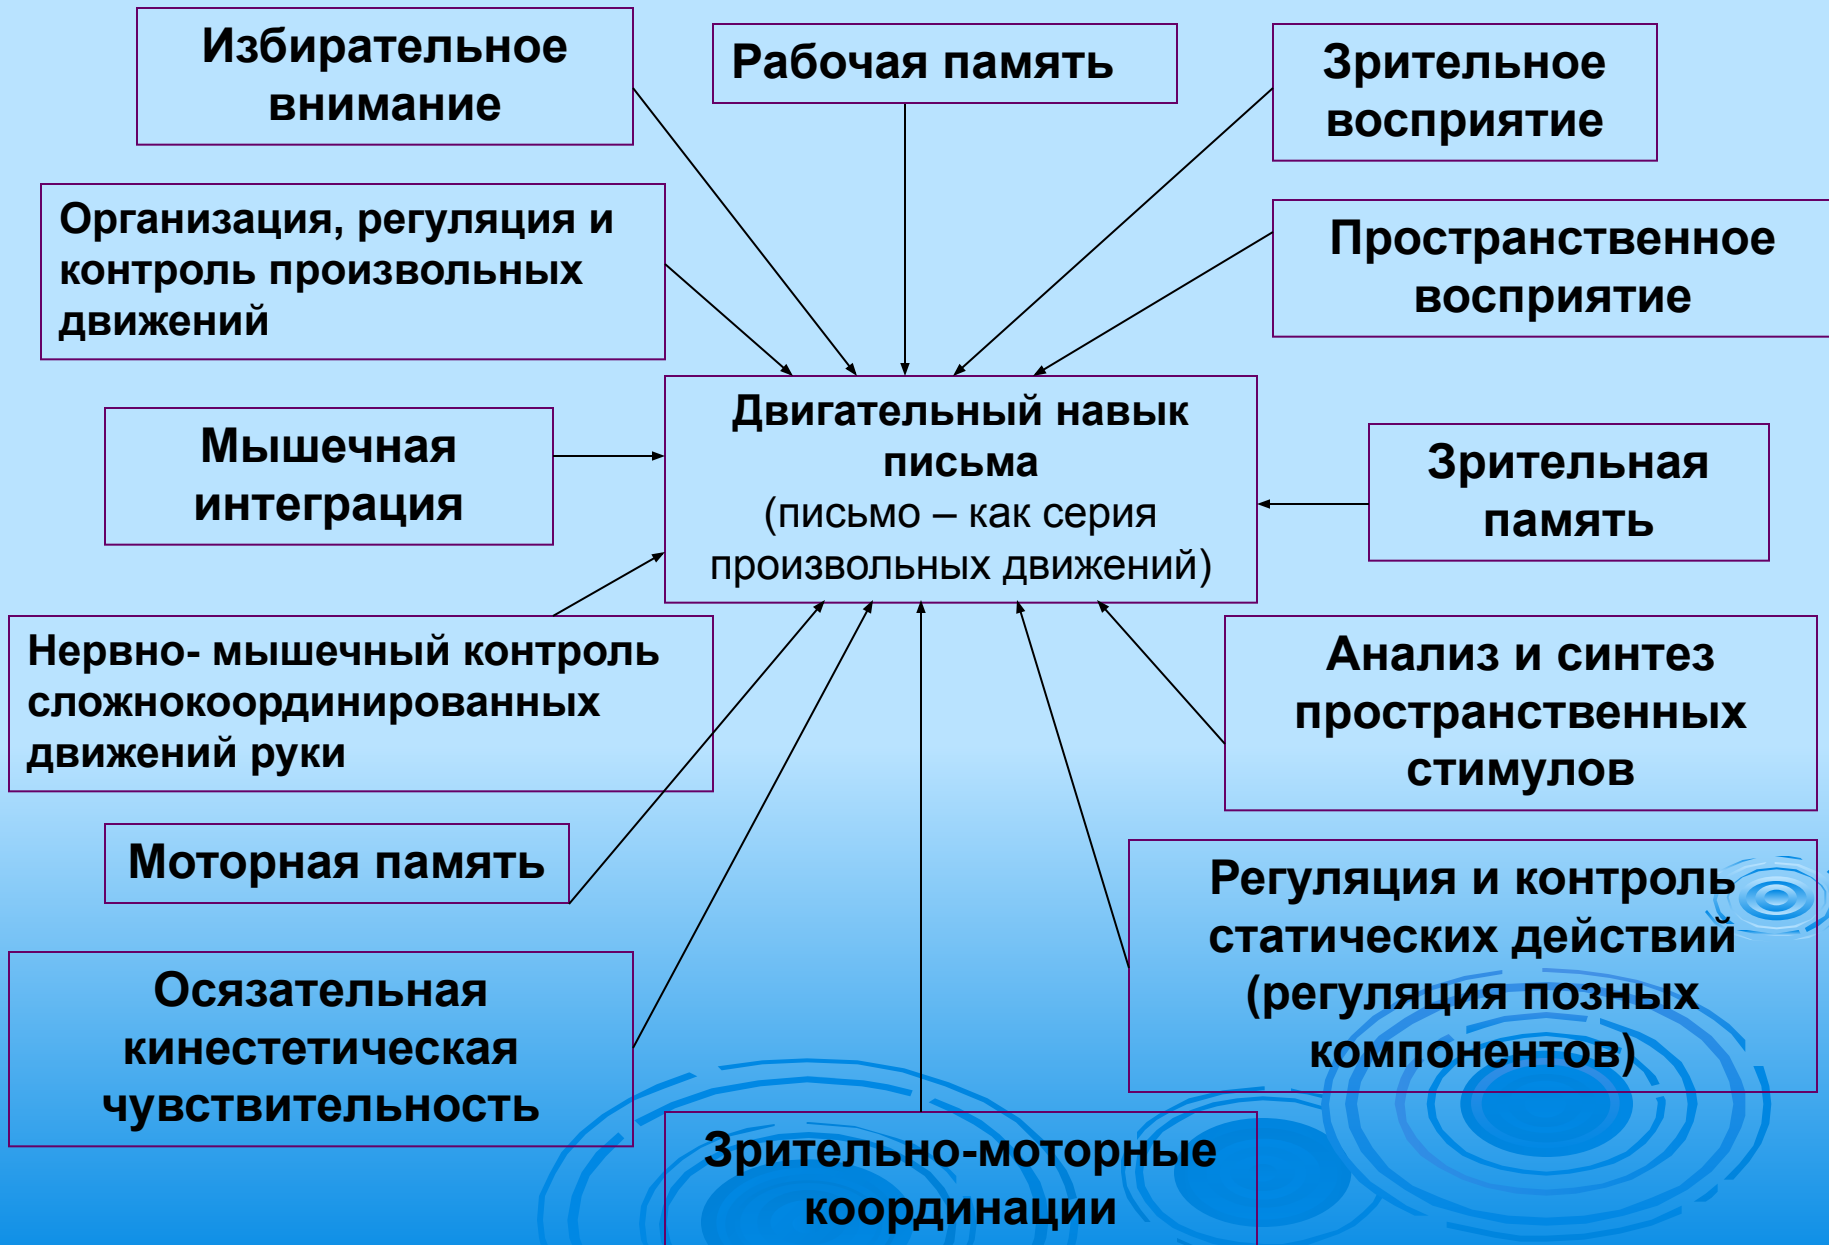 Избирательное
внимание
Рабочая память
Зрительное
восприятие
Организация, регуляция и
контроль произвольных
движений
Пространственное
восприятие
Двигательный навык
письма
(письмо – как серия
произвольных движений)
Мышечная
интеграция
Зрительная
память
Нервно- мышечный контроль
сложнокоординированных
движений руки
Анализ и синтез
пространственных
стимулов
Моторная память
Регуляция и контроль
статических действий
(регуляция позных
компонентов)
Осязательная
кинестетическая
чувствительность
Зрительно-моторные
координации